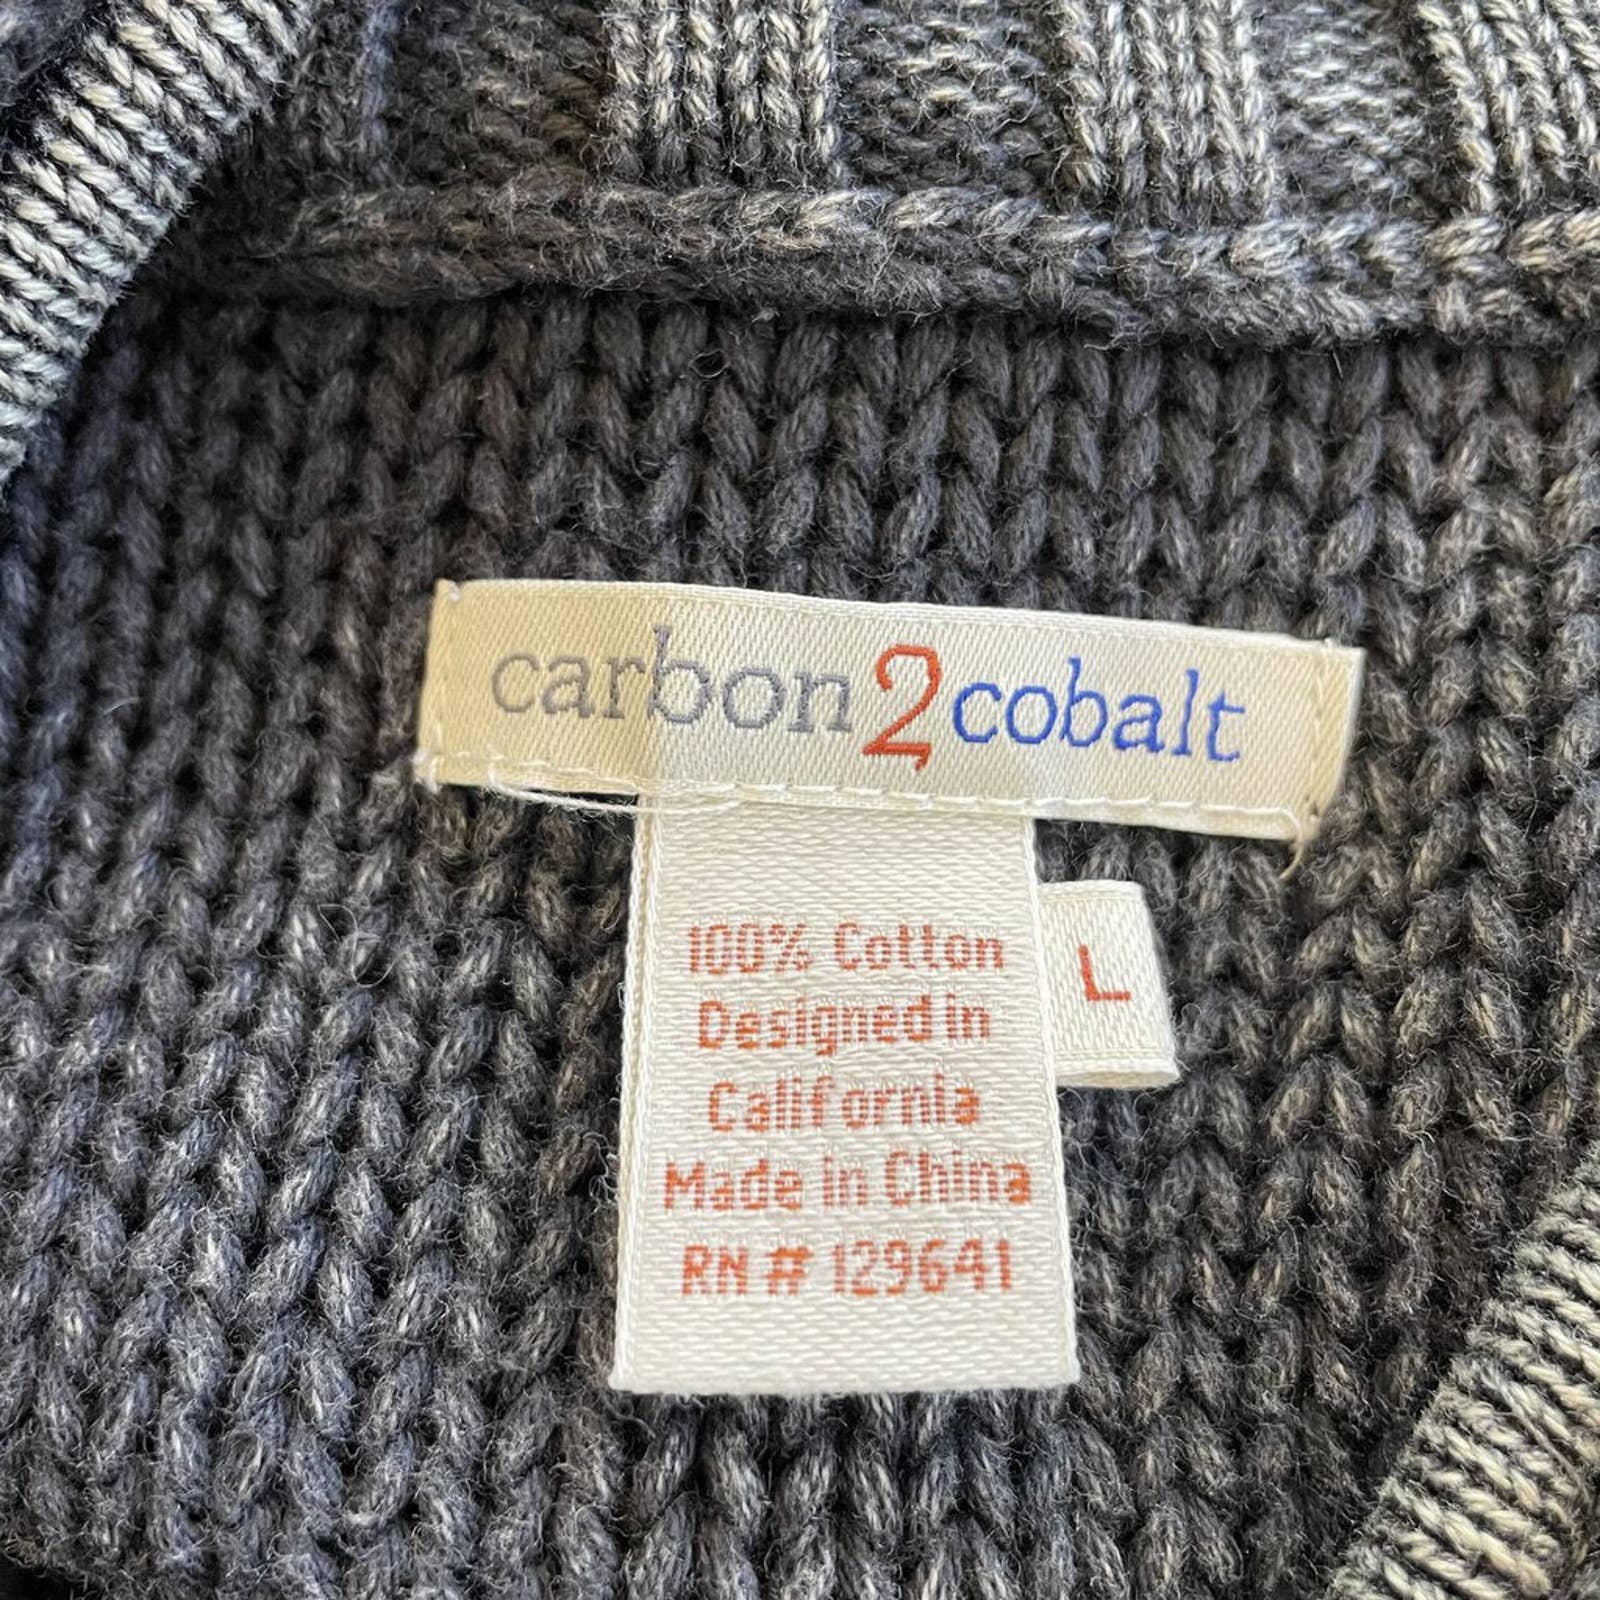 carbon2cobalt
100% Cotton
Designed in
California
Made in China
RN # 129641
L